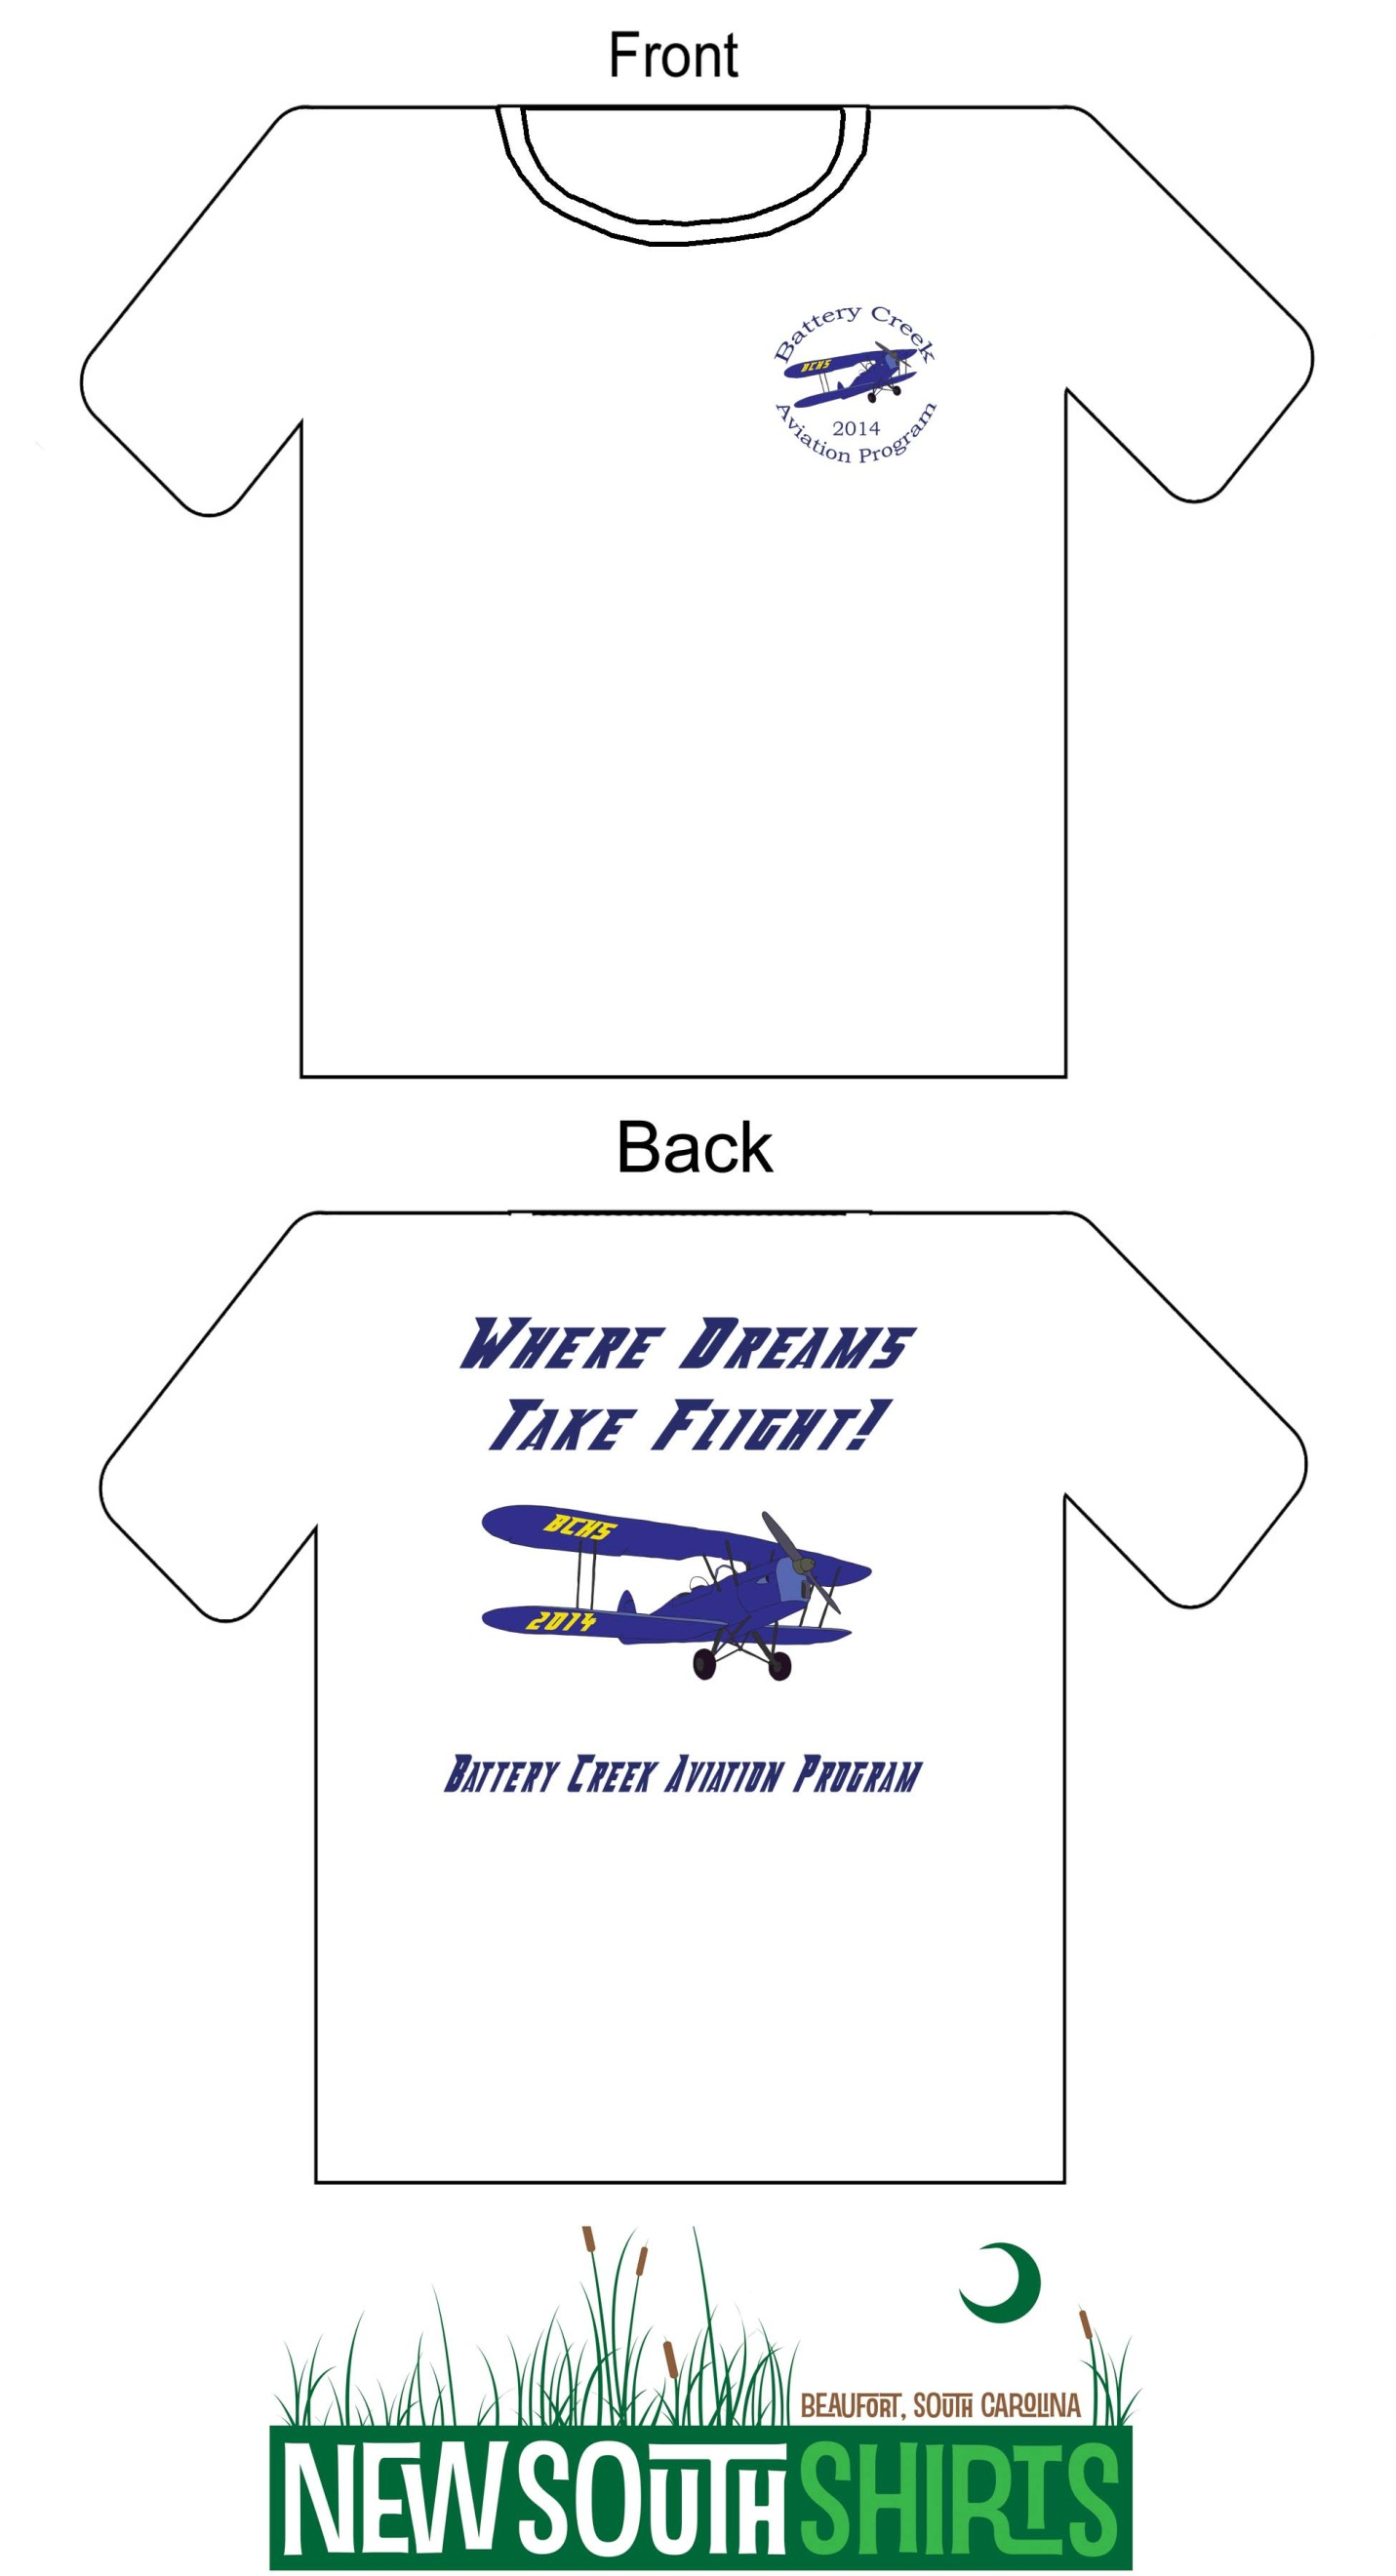 Front
Battery Creek
BCHS
2014
Aviation Program
Back
WHERE DREAMS
TAKE FLIGHT!
BCHS
2014
BATTERY CREEK AVIATION PROGRAM
BEAUFORT, SOUTH CAROLINA
NEW SOUTH SHIRTS